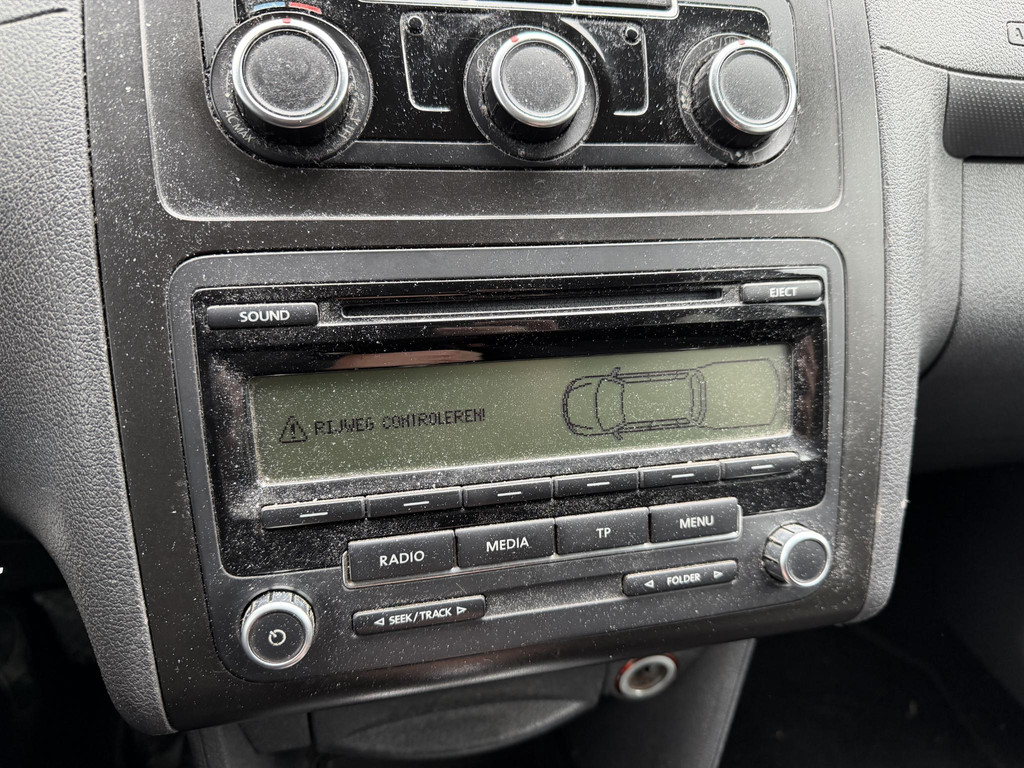 SOUND
EJECT
RIJWEG CONTROLEREN!
RADIO
MEDIA
TP
MENU
SEEK/TRACK
FOLDER